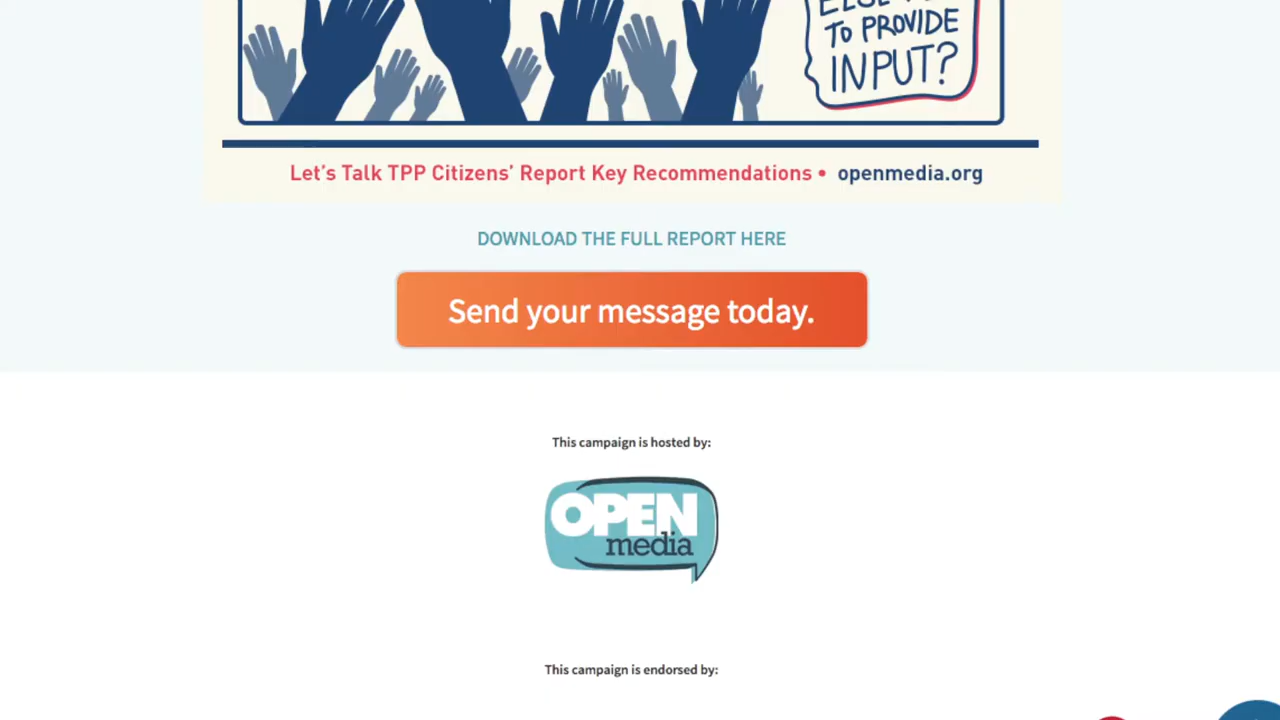 TO PROVIDE
INPUT?
Let's Talk TPP Citizens' Report Key Recommendations • openmedia.org
DOWNLOAD THE FULL REPORT HERE
Send your message today.
This campaign is hosted by:
OPEN
media
This campaign is endorsed by: